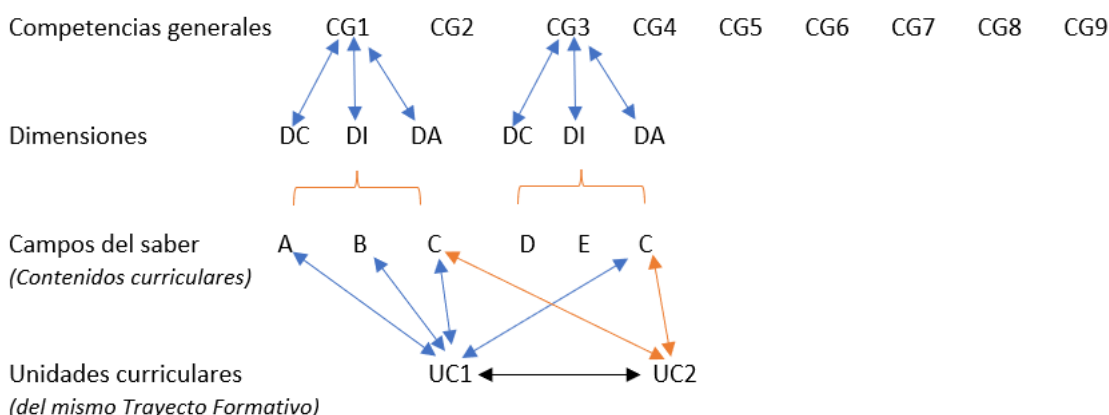 Competencias generales CG1 CG2 CG3 CG4 CG5 CG6 CG7 CG8 CG9
Dimensiones DC DI DA DC DI DA
Campos del saber A B C D E C
(Contenidos curriculares)
Unidades curriculares UC1 UC2
(del mismo Trayecto Formativo)